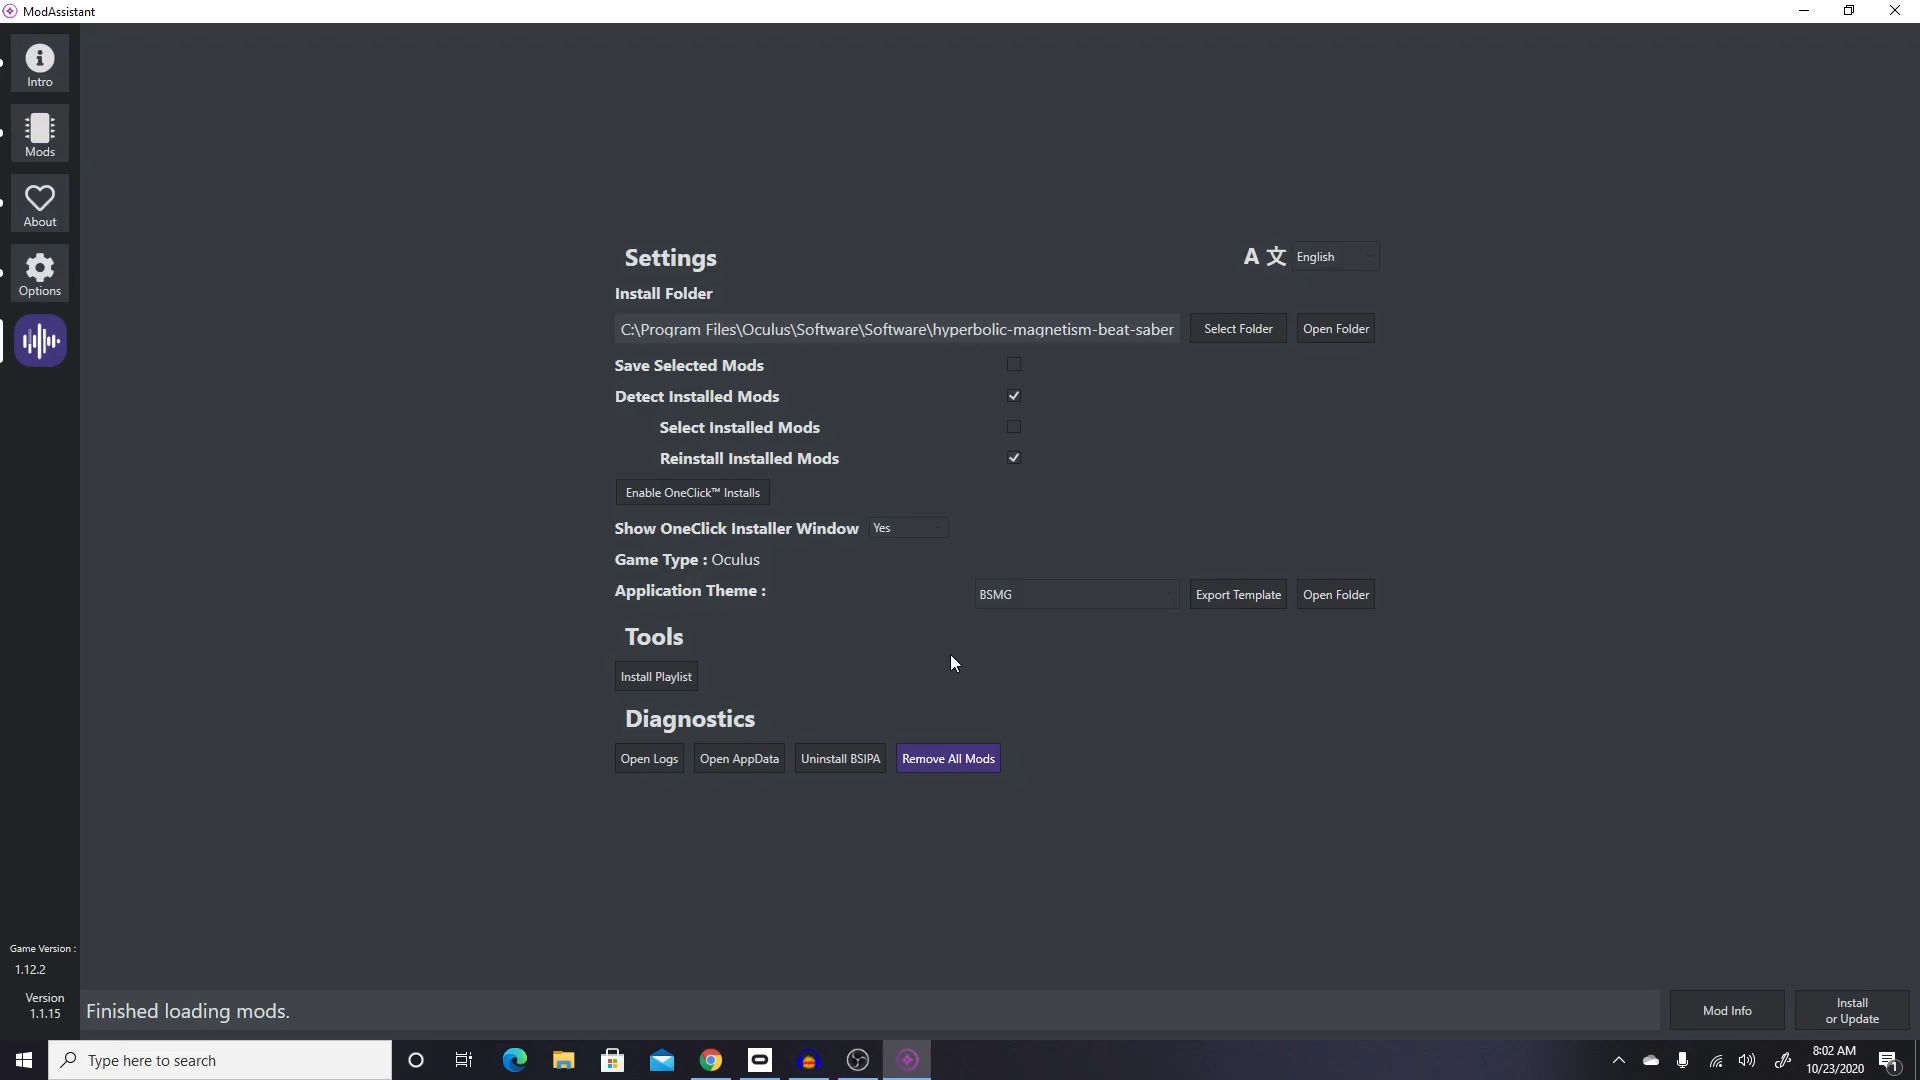 ModAssistant
Intro
Mods
About
Options
Settings
A 文 English
Install Folder
C:\Program Files\Oculus\Software\Software\hyperbolic-magnetism-beat-saber Select Folder Open Folder
Save Selected Mods
Detect Installed Mods
Select Installed Mods
Reinstall Installed Mods
Enable OneClick™ Installs
Show OneClick Installer Window Yes
Game Type : Oculus
Application Theme : BSMG Export Template Open Folder
Tools
Install Playlist
Diagnostics
Open Logs Open AppData Uninstall BSIPA Remove All Mods
Game Version :
1.12.2
Version
1.1.15
Finished loading mods.
Mod Info
Install
or Update
Type here to search
8:02 AM
10/23/2020
1